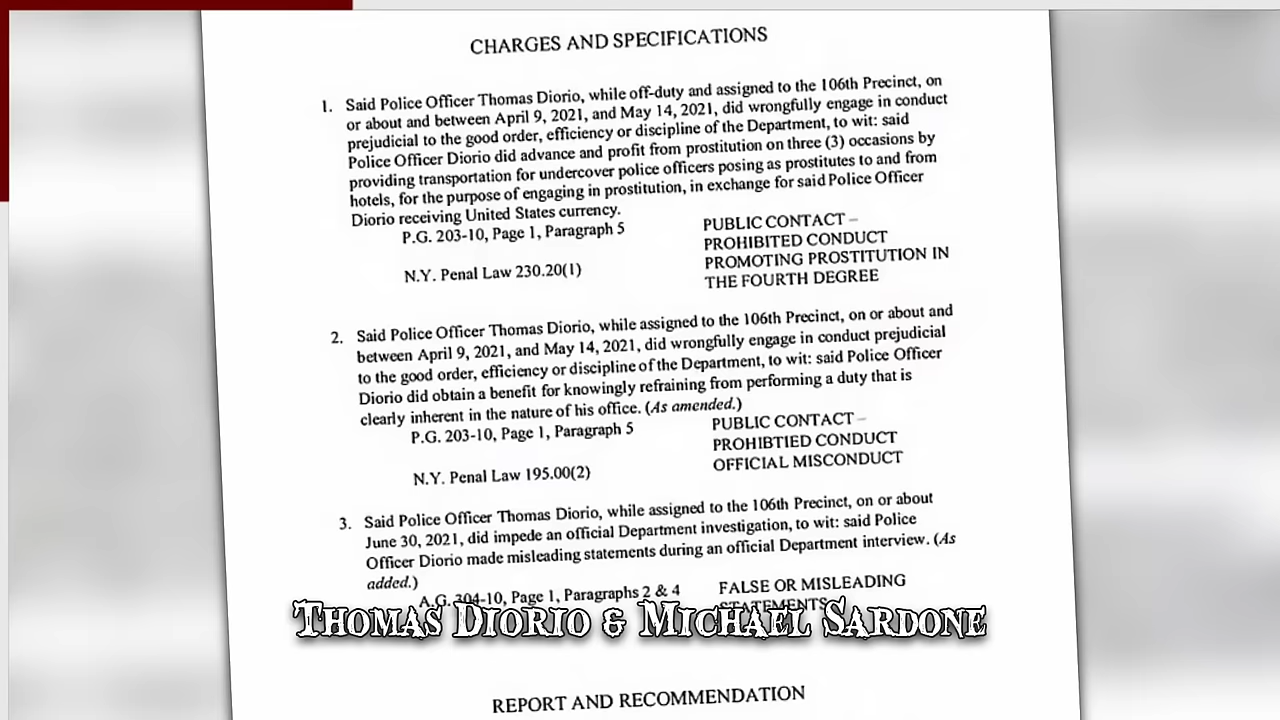 CHARGES AND SPECIFICATIONS
1. Said Police Officer Thomas Diorio, while off-duty and assigned to the 106th Precinct, on
or about and between April 9, 2021, and May 14, 2021, did wrongfully engage in conduct
prejudicial to the good order, efficiency or discipline of the Department, to wit: said
Police Officer Diorio did advance and profit from prostitution on three (3) occasions by
providing transportation for undercover police officers posing as prostitutes to and from
hotels, for the purpose of engaging in prostitution, in exchange for said Police Officer
Diorio receiving United States currency.
P.G. 203-10, Page 1, Paragraph 5
PUBLIC CONTACT –
PROHIBITED CONDUCT
N.Y. Penal Law 230.20(1)
PROMOTING PROSTITUTION IN
THE FOURTH DEGREE
2. Said Police Officer Thomas Diorio, while assigned to the 106th Precinct, on or about and
between April 9, 2021, and May 14, 2021, did wrongfully engage in conduct prejudicial
to the good order, efficiency or discipline of the Department, to wit: said Police Officer
Diorio did obtain a benefit for knowingly refraining from performing a duty that is
clearly inherent in the nature of his office. (As amended.)
P.G. 203-10, Page 1, Paragraph 5
PUBLIC CONTACT –
PROHIBTIED CONDUCT
N.Y. Penal Law 195.00(2)
OFFICIAL MISCONDUCT
3. Said Police Officer Thomas Diorio, while assigned to the 106th Precinct, on or about
June 30, 2021, did impede an official Department investigation, to wit: said Police
Officer Diorio made misleading statements during an official Department interview. (As
added.)
A.G. 304-10, Page 1, Paragraphs 2 & 4
FALSE OR MISLEADING
STATEMENTS
Thomas Diorio & Michael Sardone
REPORT AND RECOMMENDATION